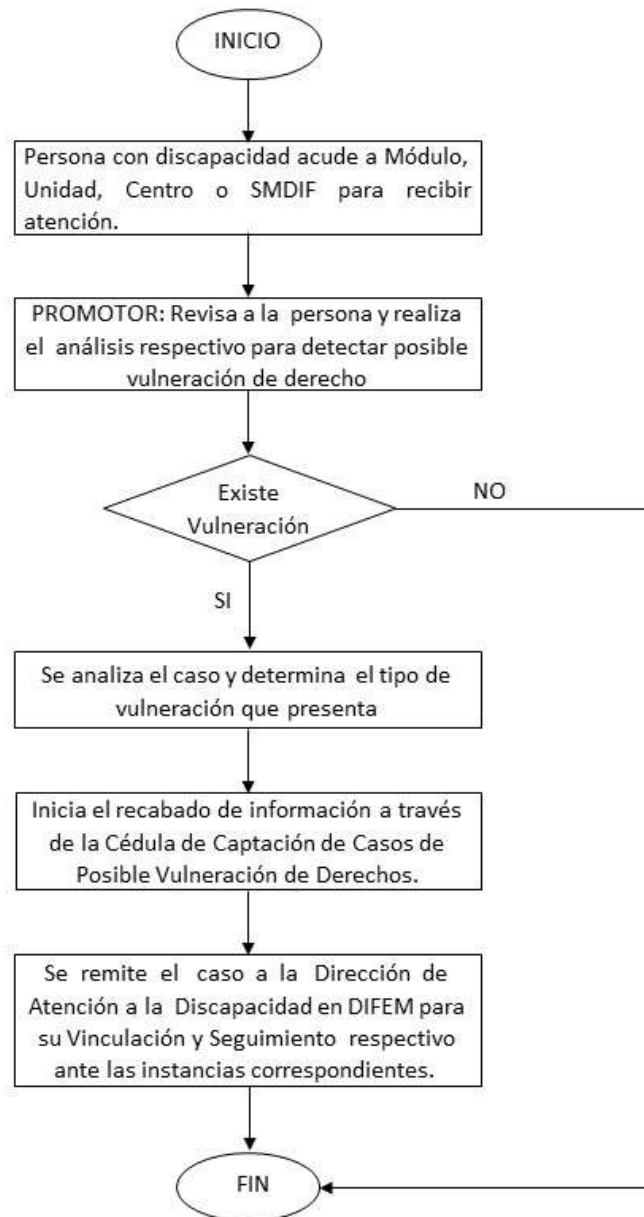 INICIO
Persona con discapacidad acude a Módulo,
Unidad, Centro o SMDIF para recibir
atención.
PROMOTOR: Revisa a la persona y realiza
el análisis respectivo para detectar posible
vulneración de derecho
Existe
Vulneración
NO
SI
Se analiza el caso y determina el tipo de
vulneración que presenta
Inicia el recabado de información a través
de la Cédula de Captación de Casos de
Posible Vulneración de Derechos.
Se remite el caso a la Dirección de
Atención a la Discapacidad en DIFEM para
su Vinculación y Seguimiento respectivo
ante las instancias correspondientes.
FIN